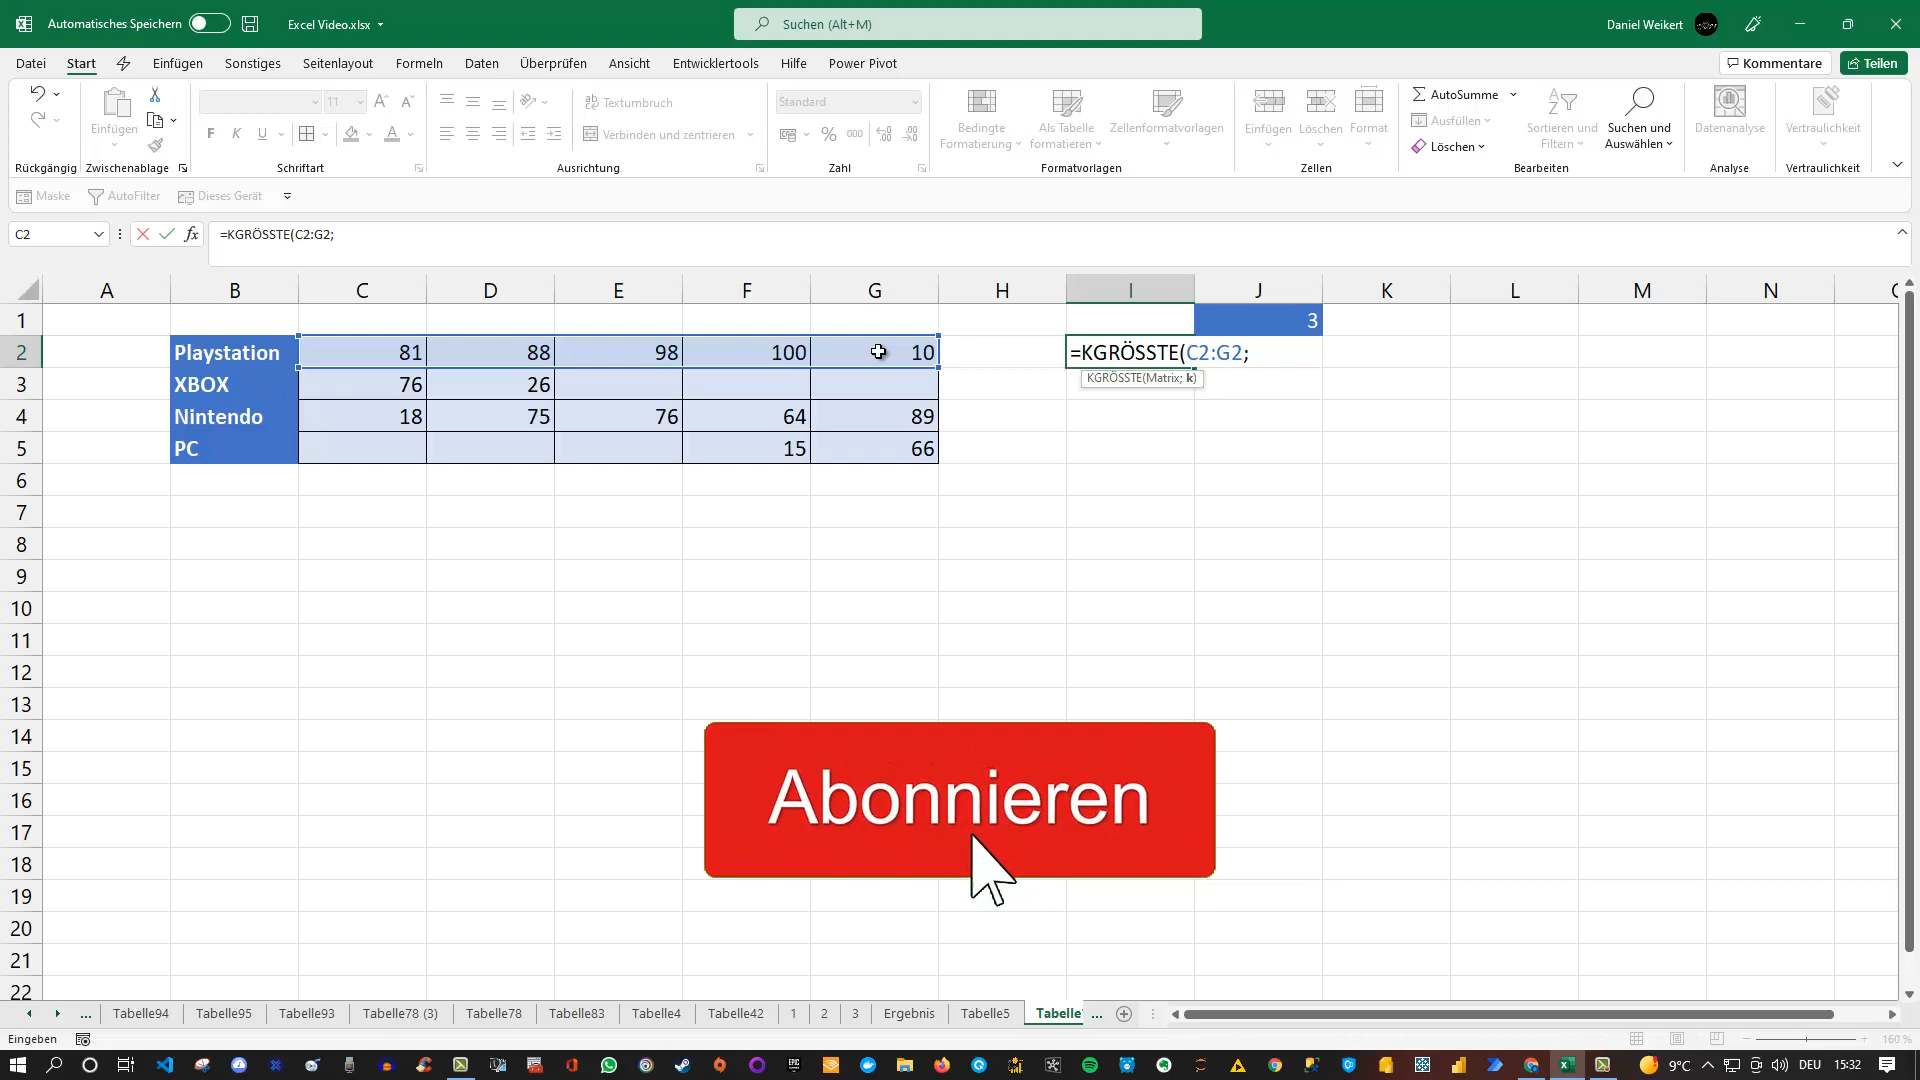 Automatisches Speichern
Excel Video.xlsx
Suchen (Alt+M)
Daniel Weikert
Datei Start Einfügen Sonstiges Seitenlayout Formeln Daten Überprüfen Ansicht Entwicklertools Hilfe Power Pivot
Kommentare Teilen
Einfügen
11
F K U
Textumbruch
Verbinden und zentrieren
Standard
% 000
Bedingte Formatierung
Als Tabelle formatieren
Zellenformatvorlagen
Einfügen Löschen Format
AutoSumme
Ausfüllen
Löschen
Sortieren und Filtern
Suchen und Auswählen
Datenanalyse
Vertraulichkeit
Rückgängig Zwischenablage Schriftart Ausrichtung Zahl Formatvorlagen Zellen Bearbeiten Analyse Vertraulichkeit
Maske AutoFilter Dieses Gerät
C2 fx =KGRÖSSTE(C2:G2;
A B C D E F G H I J K L M N
1 3
2 Playstation 81 88 98 100 10 =KGRÖSSTE(C2:G2;
KGRÖSSTE(Matrix; k)
3 XBOX 76 26
4 Nintendo 18 75 76 64 89
5 PC 15 66
6
7
8
9
10
11
12
13
14
15
16
17
18
19
20
21
22
Abonnieren
... Tabelle94 Tabelle95 Tabelle93 Tabelle78 (3) Tabelle78 Tabelle83 Tabelle4 Tabelle42 1 2 3 Ergebnis Tabelle5 ...
Eingeben
160 %
9°C DEU 15:32